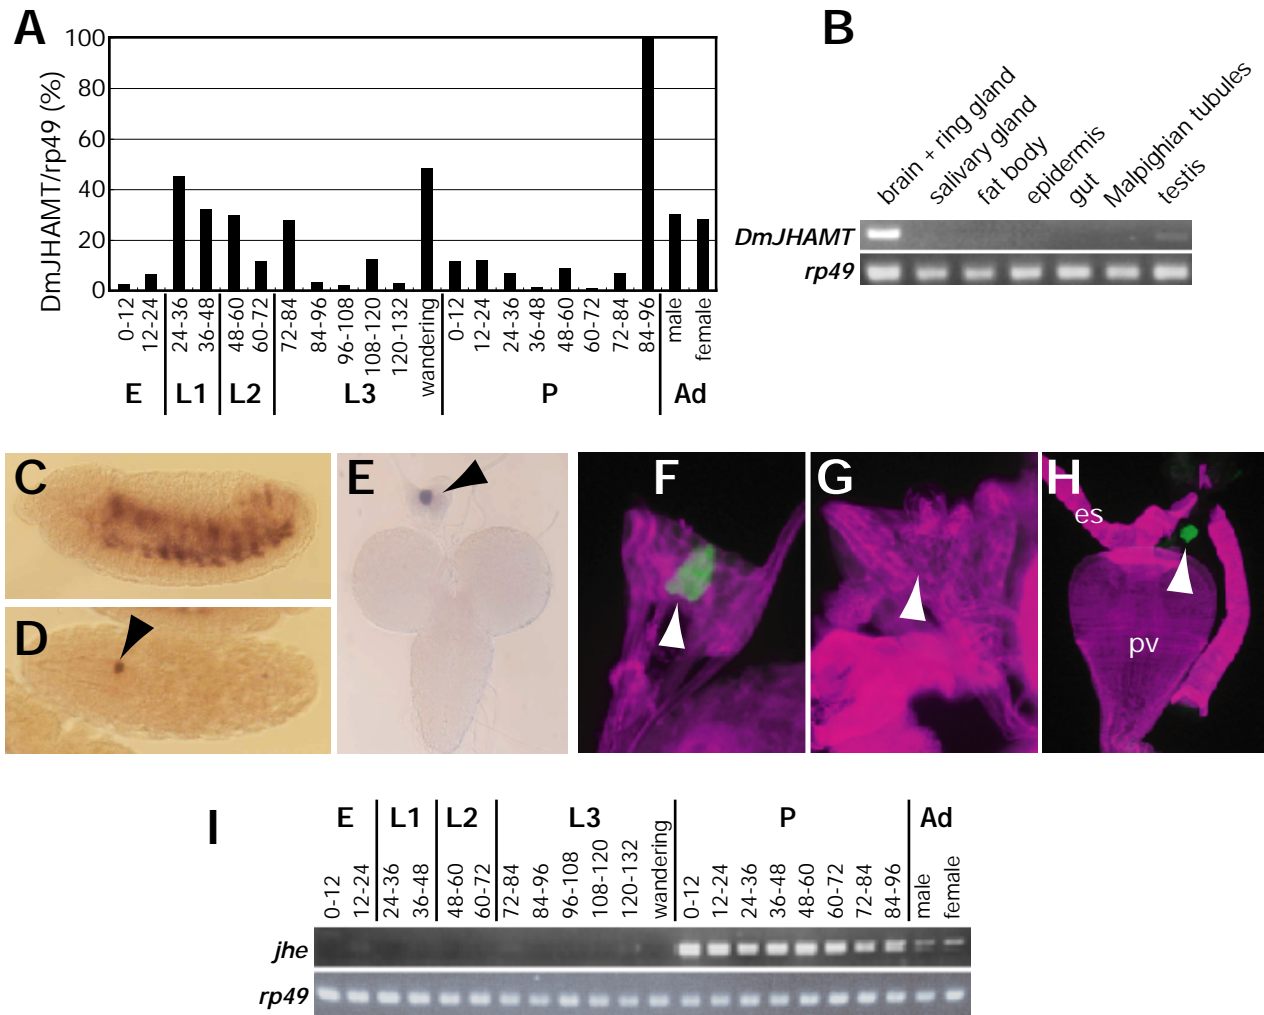 A
DmJHAMT/rp49 (%)
100
80
60
40
20
0
0-12 12-24 24-36 36-48 48-60 60-72 72-84 84-96 96-108 108-120 120-132 wandering 0-12 12-24 24-36 36-48 48-60 60-72 72-84 84-96 male female
E L1 L2 L3 P Ad
B
brain + ring gland salivary gland fat body epidermis gut Malpighian tubules testis
DmJHAMT
rp49
C
D
E
F
G
H
es
pv
I
E L1 L2 L3 P Ad
0-12 12-24 24-36 36-48 48-60 60-72 72-84 84-96 96-108 108-120 120-132 wandering 0-12 12-24 24-36 36-48 48-60 60-72 72-84 84-96 male female
jhe
rp49